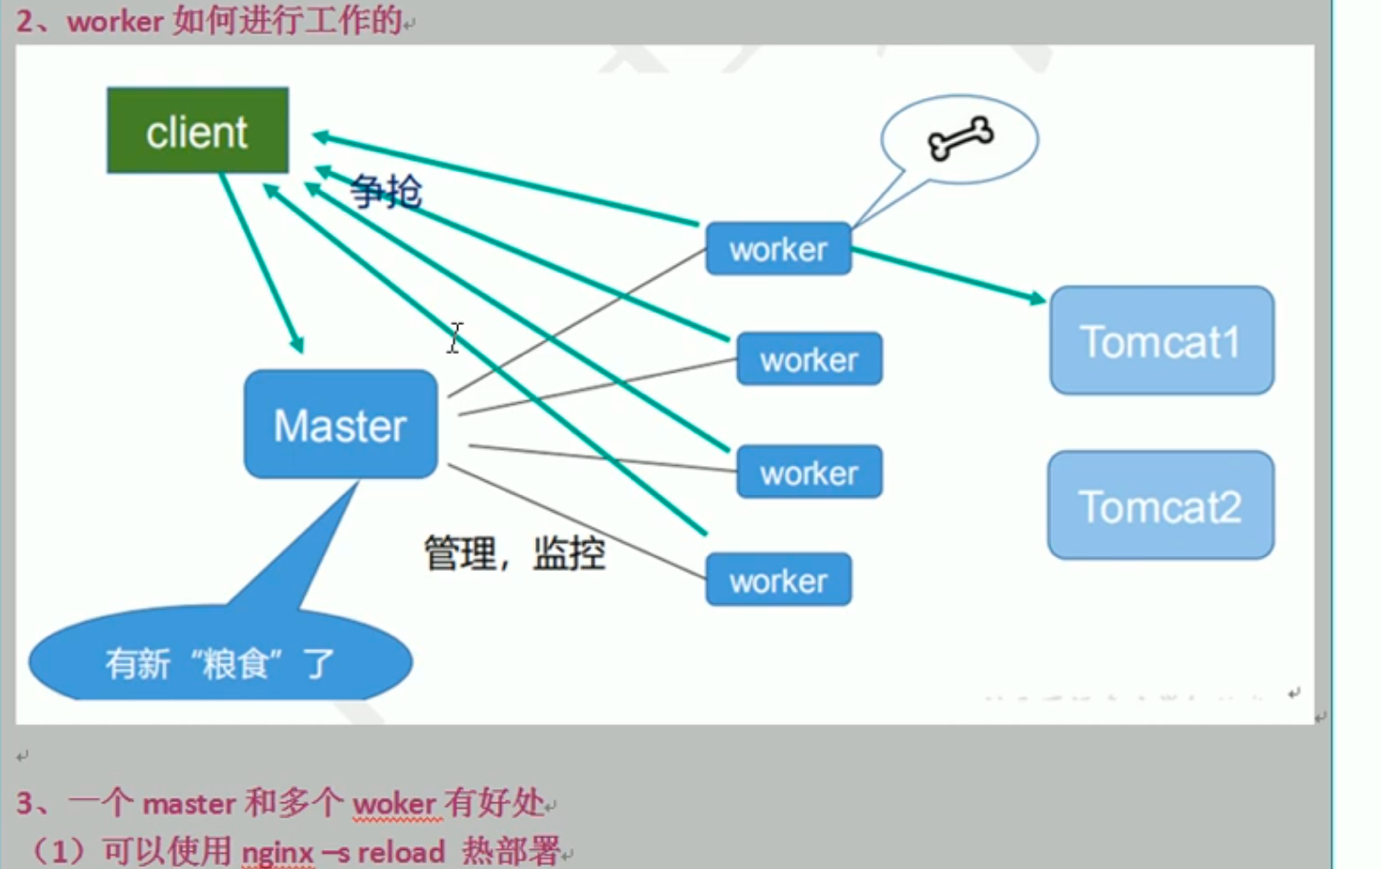 2、worker 如何进行工作的
client
争抢
worker
worker
worker
worker
Tomcat1
Tomcat2
Master
管理，监控
有新“粮食”了
3、一个 master 和多个 woker 有好处
（1）可以使用 nginx –s reload 热部署